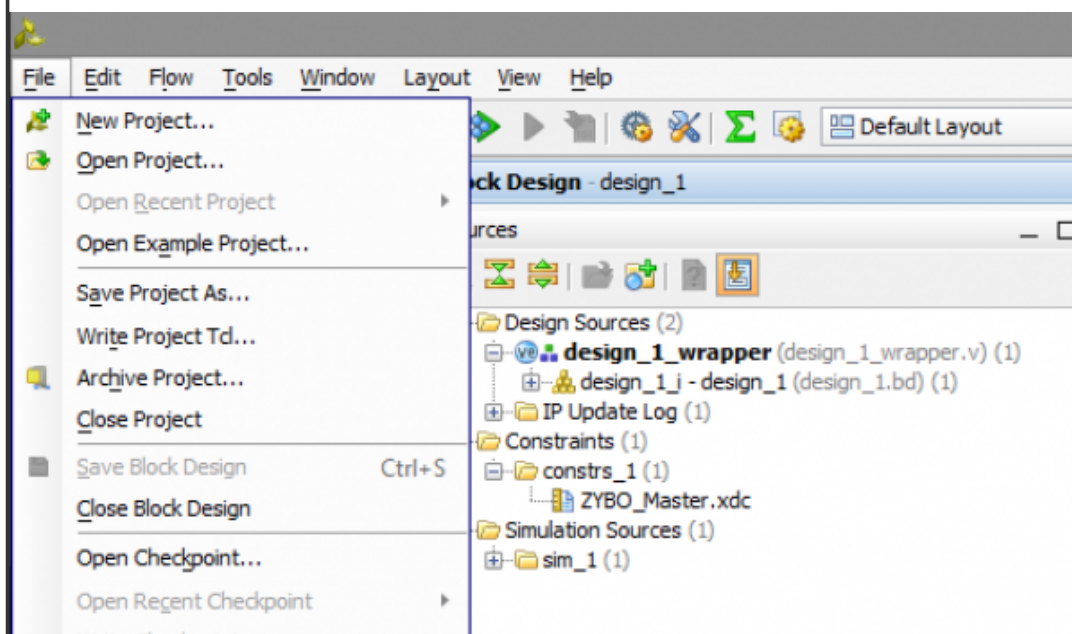 File Edit Flow Tools Window Layout View Help
New Project...
Open Project...
Open Recent Project
Open Example Project...
Save Project As...
Write Project Tcl...
Archive Project...
Close Project
Save Block Design Ctrl+S
Close Block Design
Open Checkpoint...
Open Recent Checkpoint
Default Layout
ck Design - design_1
urces
Design Sources (2)
design_1_wrapper (design_1_wrapper.v) (1)
design_1_i - design_1 (design_1.bd) (1)
IP Update Log (1)
Constraints (1)
constrs_1 (1)
ZYBO_Master.xdc
Simulation Sources (1)
sim_1 (1)